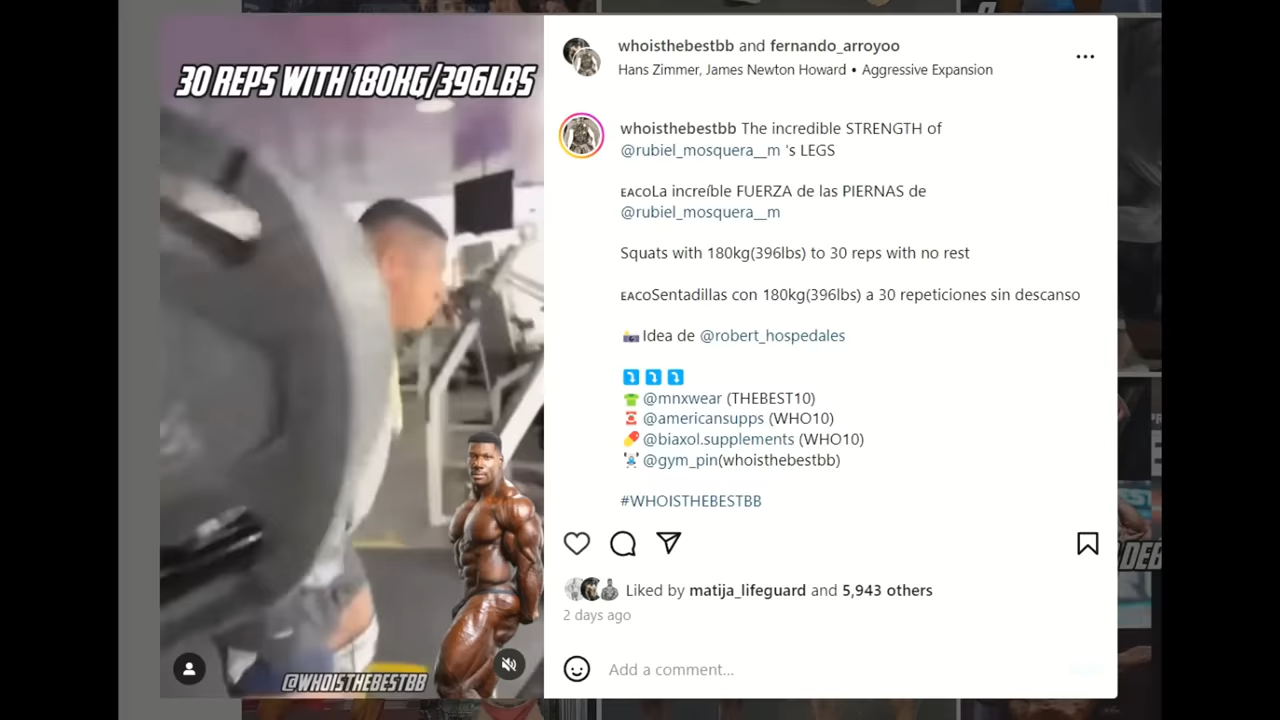 30 REPS WITH 180KG/396LBS
@WHOISTHEBESTBB
whoisthebestbb and fernando_arroyoo
Hans Zimmer, James Newton Howard • Aggressive Expansion
whoisthebestbb The incredible STRENGTH of
@rubiel_mosquera__m 's LEGS
ᴇᴀcoLa increíble FUERZA de las PIERNAS de
@rubiel_mosquera__m
Squats with 180kg(396lbs) to 30 reps with no rest
ᴇᴀcoSentadillas con 180kg(396lbs) a 30 repeticiones sin descanso
Idea de @robert_hospedales
@mnxwear (THEBEST10)
@americansupps (WHO10)
@biaxol.supplements (WHO10)
@gym_pin(whoisthebestbb)
#WHOISTHEBESTBB
Liked by matija_lifeguard and 5,943 others
2 days ago
Add a comment...